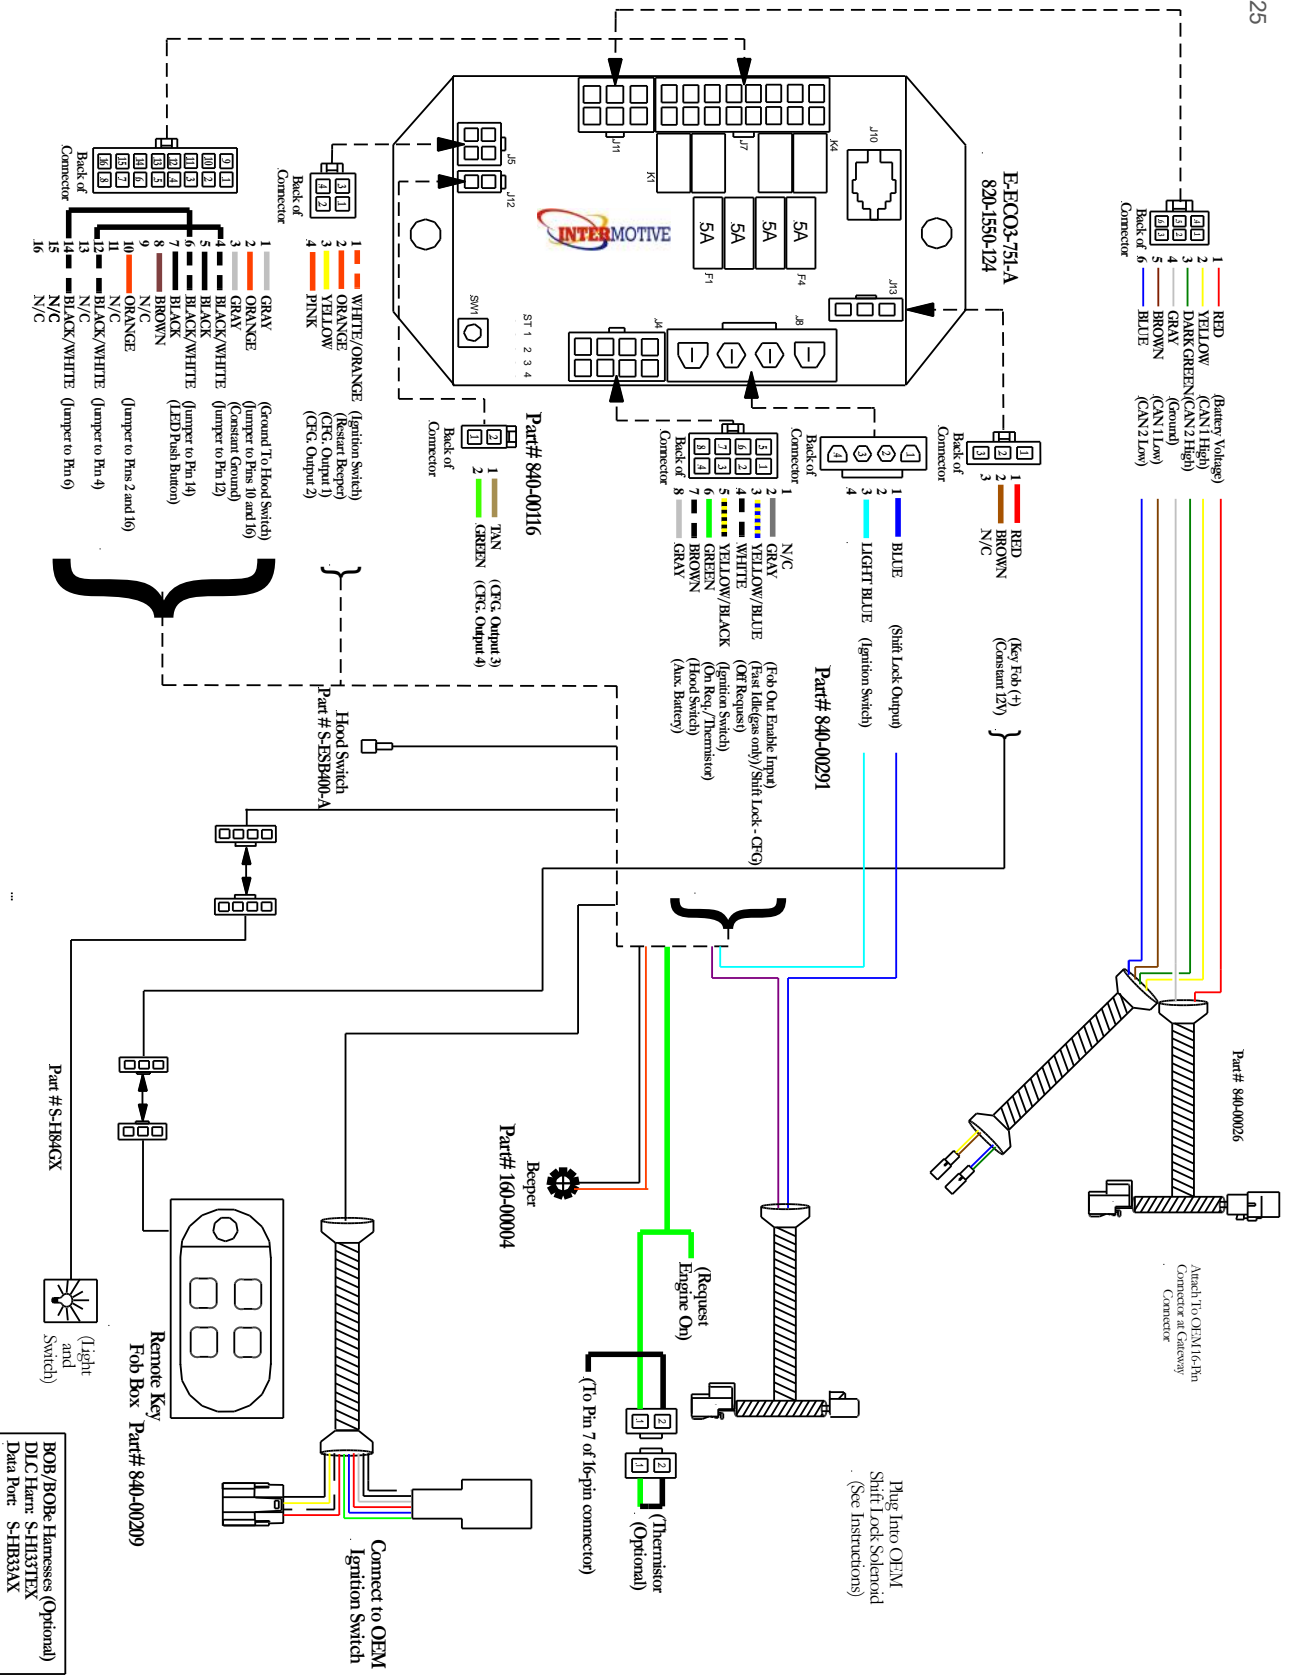 25
E-ECO3-751-A
820-1550-124
J10
K4
J7
J11
K1
.5A
.5A
.5A
.5A
F4
F1
J13
J8
J4
J5
J12
SW1
ST 1 2 3 4
INTERMOTIVE
Back of
Connector
1 RED (Battery Voltage)
2 YELLOW (CAN 1 High)
3 DARK GREEN (CAN 2 High)
4 GRAY (Ground)
5 BROWN (CAN 1 Low)
6 BLUE (CAN 2 Low)
Part# 840-00026
Attach To OEM 16-Pin
Connector at Gateway
Connector
Back of
Connector
1 RED (Key Fob (+)
2 BROWN (Constant 12V)
3 N/C
Back of
Connector
1 BLUE (Shift Lock Output)
2
3 LIGHT BLUE (Ignition Switch)
4
Part# 840-00291
Back of
Connector
1 N/C
2 GRAY (Fob Out Enable Input)
3 YELLOW/BLUE (Fast Idle(gas only)/Shift Lock - CFG)
4 WHITE (Off Request)
5 YELLOW/BLACK (Ignition Switch)
6 GREEN (On Req./Thermistor)
7 BROWN (Hood Switch)
8 GRAY (Aux. Battery)
Part# 840-00116
Back of
Connector
1 TAN (CFG. Output 3)
2 GREEN (CFG. Output 4)
Back of
Connector
1 WHITE/ORANGE (Ignition Switch)
2 ORANGE (Restart Beeper)
3 YELLOW (CFG. Output 1)
4 PINK (CFG. Output 2)
Back of
Connector
1 GRAY (Ground To Hood Switch)
2 ORANGE (Jumper to Pins 10 and 16)
3 GRAY (Constant Ground)
4 BLACK/WHITE (Jumper to Pin 12)
5 BLACK
6 BLACK/WHITE (Jumper to Pin 14)
7 BLACK (LED Push Button)
8 BROWN
9 N/C
10 ORANGE (Jumper to Pins 2 and 16)
11 N/C
12 BLACK/WHITE (Jumper to Pin 4)
13 N/C
14 BLACK/WHITE (Jumper to Pin 6)
15 N/C
16 N/C
Hood Switch
Part # S-ESB400-A
Plug Into OEM
Shift Lock Solenoid
(See Instructions)
(Request
Engine On)
(Thermistor
(Optional)
(To Pin 7 of 16-pin connector)
Beeper
Part# 160-00004
Connect to OEM
Ignition Switch
Remote Key
Fob Box Part# 840-00209
Part # S-H84GX
(Light
and
Switch)
...
BOB/BOBe Harnesses (Optional)
DLC Harn: S-H133TEX
Data Port: S-HB33AX